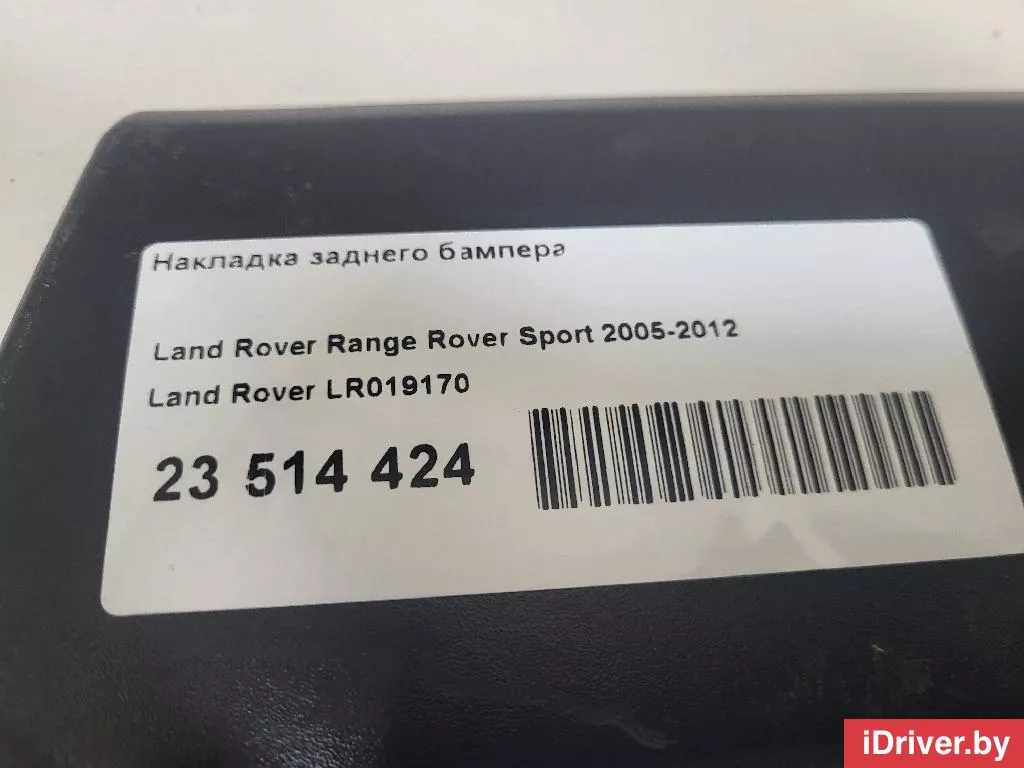 Накладка заднего бампера
Land Rover Range Rover Sport 2005-2012
Land Rover LR019170
23 514 424
iDriver.by